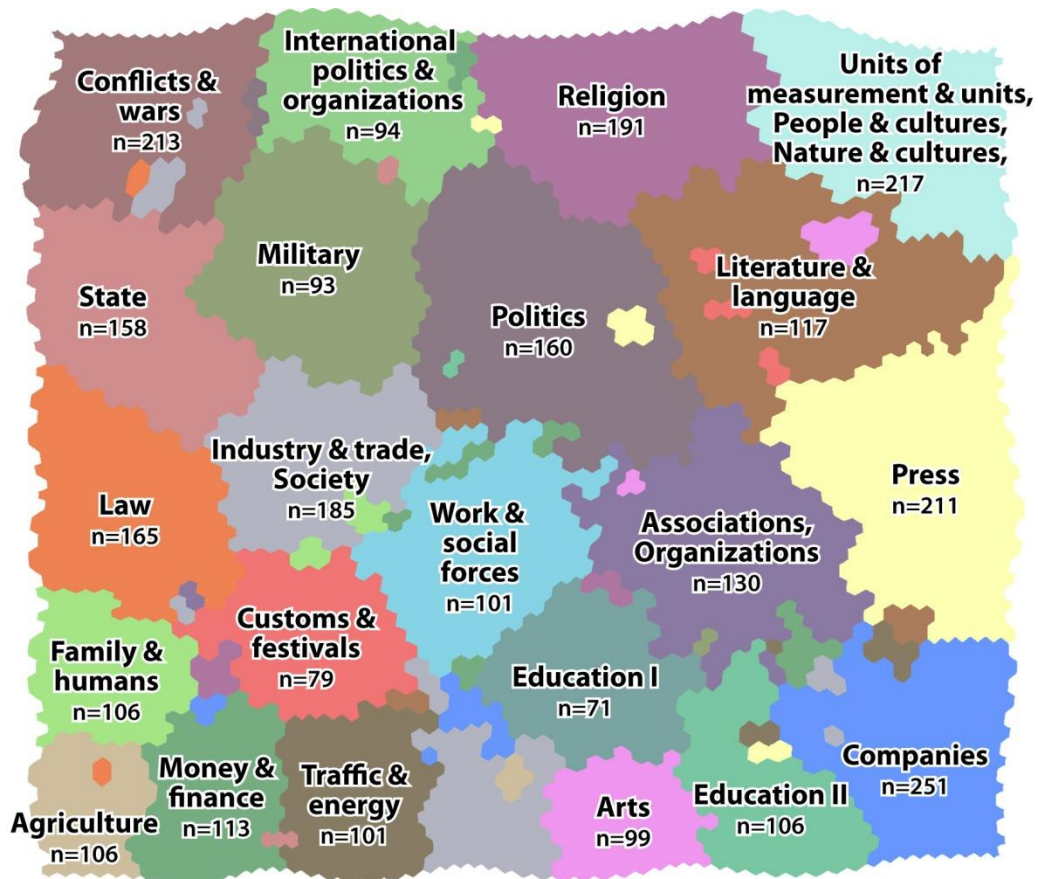 Conflicts &
wars
n=213
International
politics &
organizations
n=94
Religion
n=191
Units of
measurement & units,
People & cultures,
Nature & cultures,
n=217
State
n=158
Military
n=93
Politics
n=160
Literature &
language
n=117
Law
n=165
Industry & trade,
Society
n=185
Work &
social
forces
n=101
Associations,
Organizations
n=130
Press
n=211
Family &
humans
n=106
Customs &
festivals
n=79
Education I
n=71
Agriculture
n=106
Money &
finance
n=113
Traffic &
energy
n=101
Arts
n=99
Education II
n=106
Companies
n=251